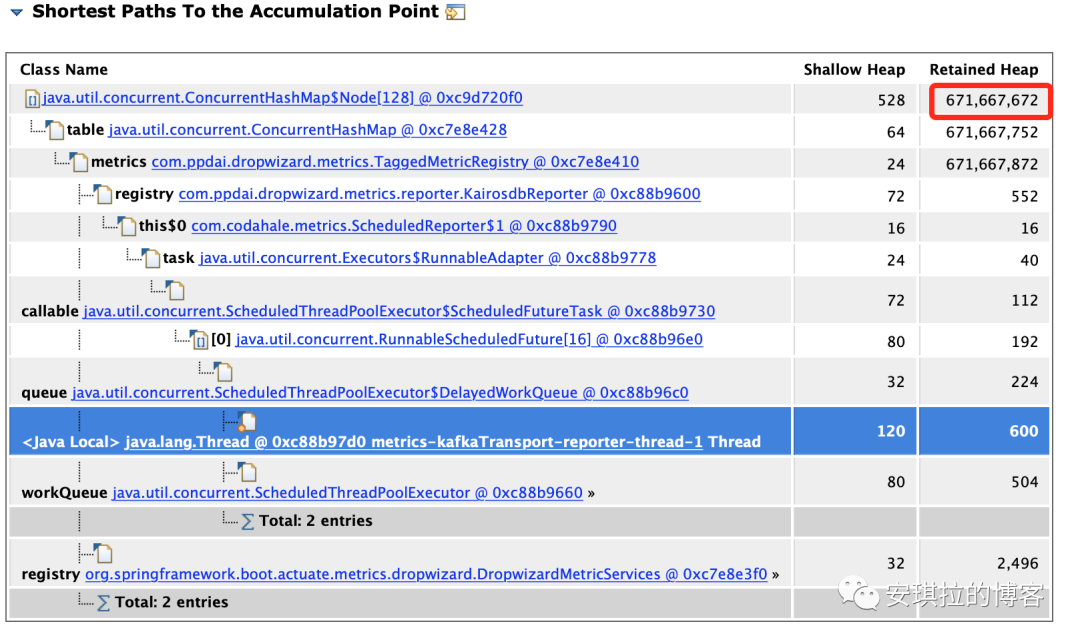 Shortest Paths To the Accumulation Point
Class Name Shallow Heap Retained Heap
java.util.concurrent.ConcurrentHashMap$Node[128] @ 0xc9d720f0 528 671,667,672
table java.util.concurrent.ConcurrentHashMap @ 0xc7e8e428 64 671,667,752
metrics com.ppdai.dropwizard.metrics.TaggedMetricRegistry @ 0xc7e8e410 24 671,667,872
registry com.ppdai.dropwizard.metrics.reporter.KairosdbReporter @ 0xc88b9600 72 552
this$0 com.codahale.metrics.ScheduledReporter$1 @ 0xc88b9790 16 16
task java.util.concurrent.Executors$RunnableAdapter @ 0xc88b9778 24 40
callable java.util.concurrent.ScheduledThreadPoolExecutor$ScheduledFutureTask @ 0xc88b9730 72 112
[0] java.util.concurrent.RunnableScheduledFuture[16] @ 0xc88b96e0 80 192
queue java.util.concurrent.ScheduledThreadPoolExecutor$DelayedWorkQueue @ 0xc88b96c0 32 224
<Java Local> java.lang.Thread @ 0xc88b97d0 metrics-kafkaTransport-reporter-thread-1 Thread 120 600
workQueue java.util.concurrent.ScheduledThreadPoolExecutor @ 0xc88b9660 » 80 504
∑ Total: 2 entries
registry org.springframework.boot.actuate.metrics.dropwizard.DropwizardMetricServices @ 0xc7e8e3f0 » 32 2,496
∑ Total: 2 entries
安琪拉的博客